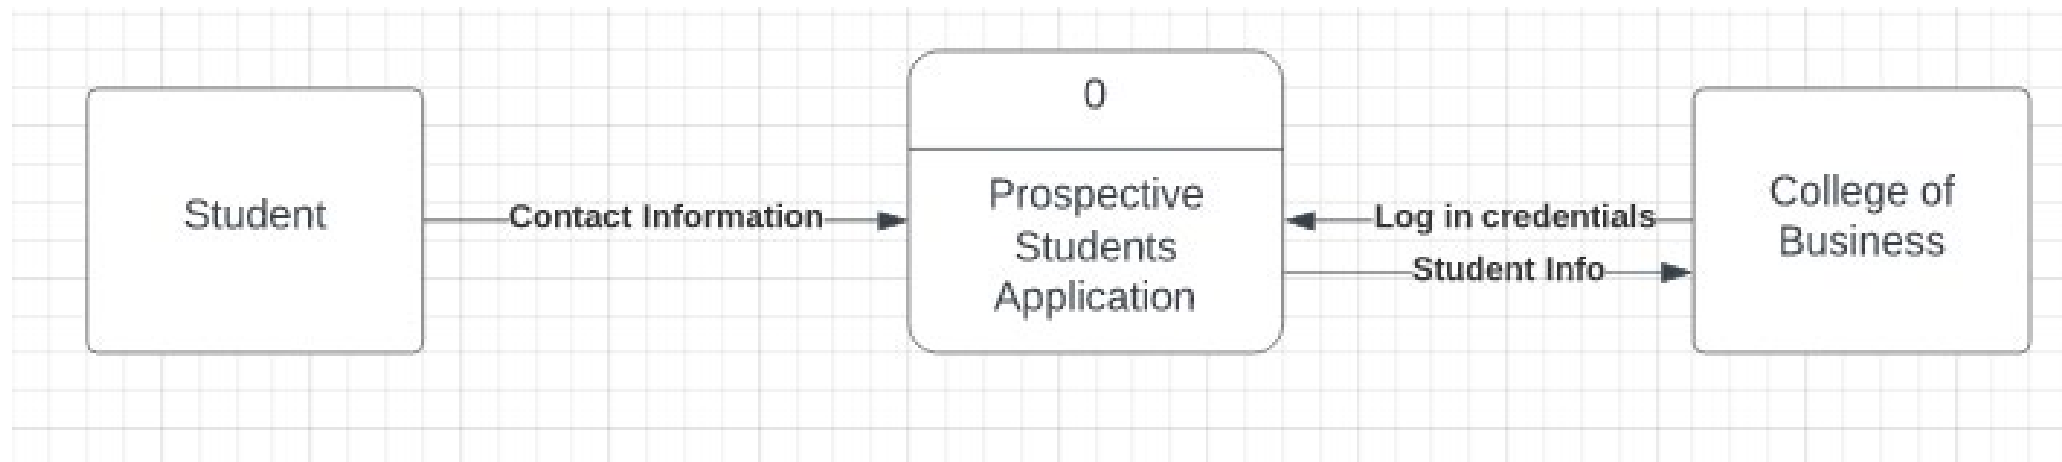 0
Student
Contact Information
Prospective
Students
Application
Log in credentials
Student Info
College of
Business